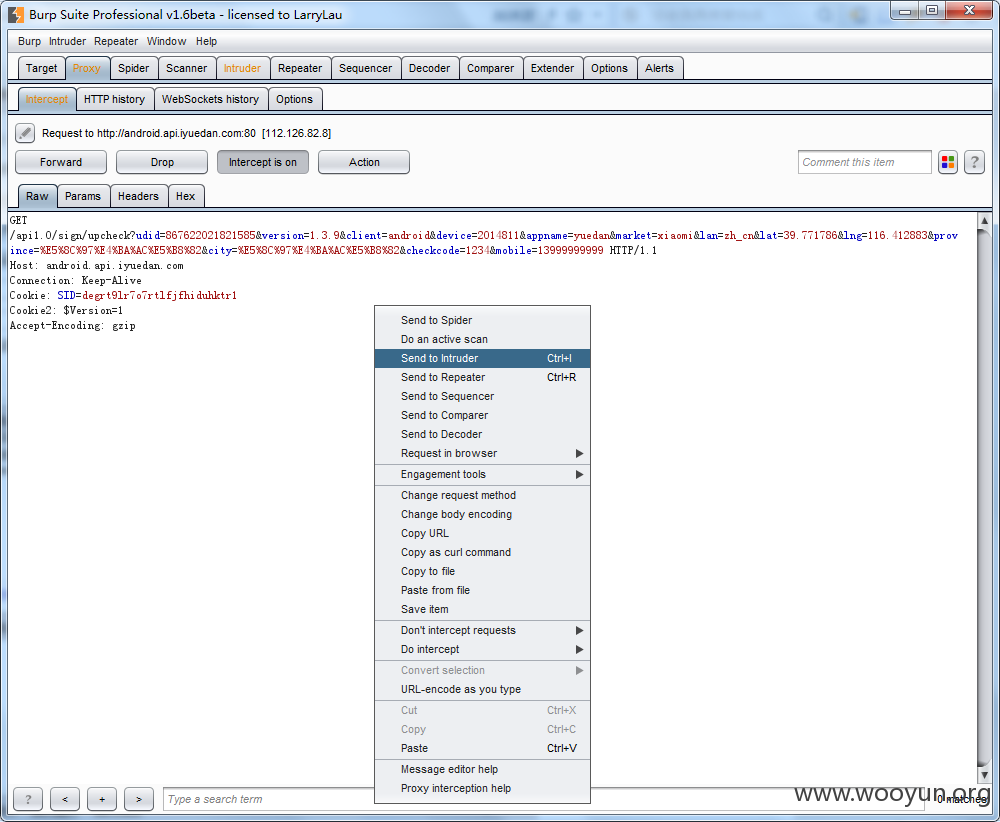 Burp Suite Professional v1.6beta - licensed to LarryLau
Burp Intruder Repeater Window Help
Target Proxy Spider Scanner Intruder Repeater Sequencer Decoder Comparer Extender Options Alerts
Intercept HTTP history WebSockets history Options
Request to http://android.api.iyuedan.com:80 [112.126.82.8]
Forward Drop Intercept is on Action Comment this item ?
Raw Params Headers Hex
GET
/api1.0/sign/upcheck?udid=867622021821585&version=1.3.9&client=android&device=2014811&appname=yuedan&market=xiaomi&lan=zh_cn&lat=39.771786&lng=116.412883&prov
ince=%E5%8C%97%E4%BA%AC%E5%B8%82&city=%E5%8C%97%E4%BA%AC%E5%B8%82&checkcode=1234&mobile=13999999999 HTTP/1.1
Host: android.api.iyuedan.com
Connection: Keep-Alive
Cookie: SID=degrt9lr7o7rtlfjfhiduhktr1
Cookie2: $Version=1
Accept-Encoding: gzip
Send to Spider
Do an active scan
Send to Intruder Ctrl+I
Send to Repeater Ctrl+R
Send to Sequencer
Send to Comparer
Send to Decoder
Request in browser
Engagement tools
Change request method
Change body encoding
Copy URL
Copy as curl command
Copy to file
Paste from file
Save item
Don't intercept requests
Do intercept
Convert selection
URL-encode as you type
Cut Ctrl+X
Copy Ctrl+C
Paste Ctrl+V
Message editor help
Proxy interception help
? < + > Type a search term 0 matches
www.wooyun.org